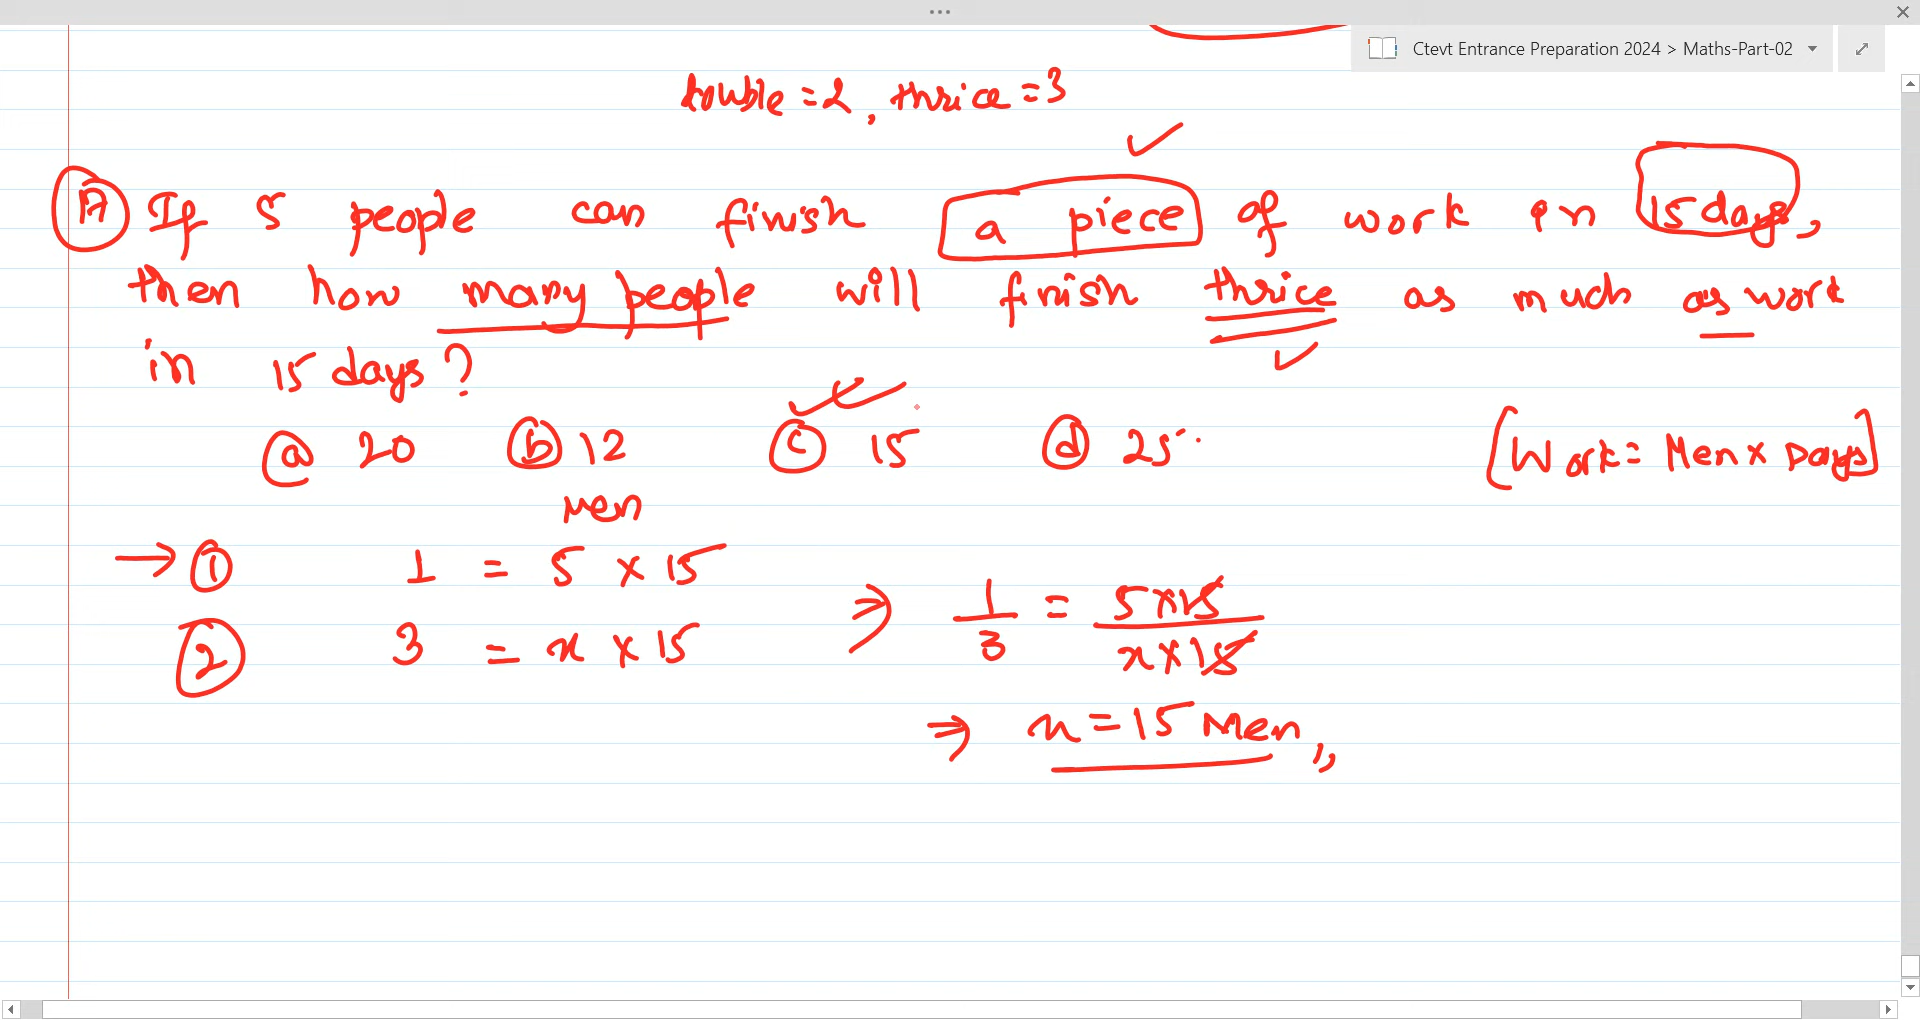 Ctevt Entrance Preparation 2024 > Maths-Part-02
double = 2, thrice = 3
A If 5 people can finish a piece of work in 15 days,
then how many people will finish thrice as much as work
in 15 days?
a 20 b 12 c 15 d 25
[Work = Men x Days]
Men
→ 1 1 = 5 x 15
2 3 = x x 15
⇒ 1/3 = 5x15/x x 15
⇒ x = 15 Men,,